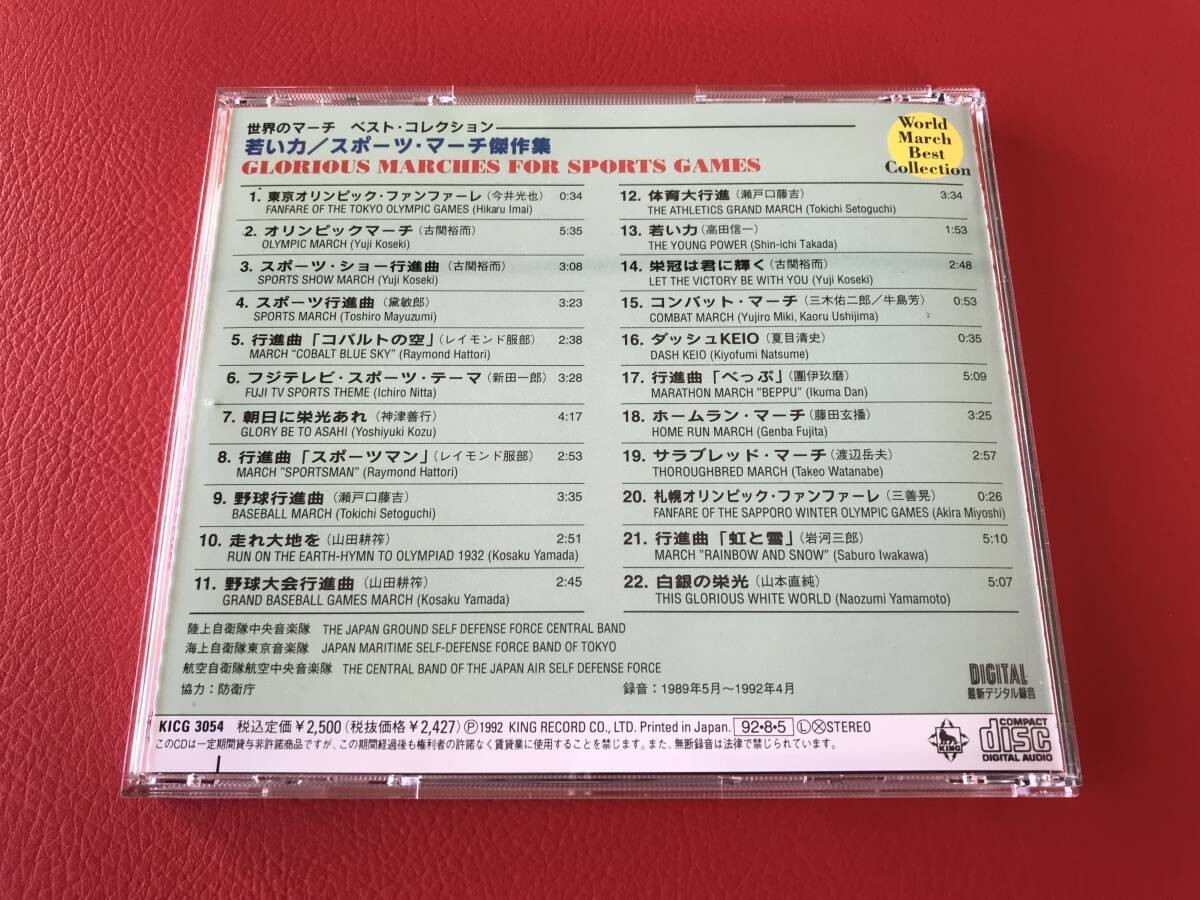 世界のマーチ ベスト・コレクション
若い力/スポーツ・マーチ傑作集
GLORIOUS MARCHES FOR SPORTS GAMES
World
March
Best
Collection
1. 東京オリンピック・ファンファーレ(今井光也) 0:34
FANFARE OF THE TOKYO OLYMPIC GAMES (Hikaru Imai)
2. オリンピックマーチ(古関裕而) 5:35
OLYMPIC MARCH (Yuji Koseki)
3. スポーツ・ショー行進曲(古関裕而) 3:08
SPORTS SHOW MARCH (Yuji Koseki)
4. スポーツ行進曲(黛敏郎) 3:23
SPORTS MARCH (Toshiro Mayuzumi)
5. 行進曲「コバルトの空」(レイモンド服部) 2:38
MARCH "COBALT BLUE SKY" (Raymond Hattori)
6. フジテレビ・スポーツ・テーマ(新田一郎) 3:28
FUJI TV SPORTS THEME (Ichiro Nitta)
7. 朝日に栄光あれ(神津善行) 4:17
GLORY BE TO ASAHI (Yoshiyuki Kozu)
8. 行進曲「スポーツマン」(レイモンド服部) 2:53
MARCH "SPORTSMAN" (Raymond Hattori)
9. 野球行進曲(瀬戸口藤吉) 3:35
BASEBALL MARCH (Tokichi Setoguchi)
10. 走れ大地を(山田耕筰) 2:51
RUN ON THE EARTH-HYMN TO OLYMPIAD 1932 (Kosaku Yamada)
11. 野球大会行進曲(山田耕筰) 2:45
GRAND BASEBALL GAMES MARCH (Kosaku Yamada)
12. 体育大行進(瀬戸口藤吉) 3:34
THE ATHLETICS GRAND MARCH (Tokichi Setoguchi)
13. 若い力(高田信一) 1:53
THE YOUNG POWER (Shin-ichi Takada)
14. 栄冠は君に輝く(古関裕而) 2:48
LET THE VICTORY BE WITH YOU (Yuji Koseki)
15. コンバット・マーチ(三木佑二郎/牛島芳) 0:53
COMBAT MARCH (Yujiro Miki, Kaoru Ushijima)
16. ダッシュKEIO(夏目清史) 0:35
DASH KEIO (Kiyofumi Natsume)
17. 行進曲「べっぷ」(團伊玖磨) 5:09
MARATHON MARCH "BEPPU" (Ikuma Dan)
18. ホームラン・マーチ(藤田玄播) 3:25
HOME RUN MARCH (Genba Fujita)
19. サラブレッド・マーチ(渡辺岳夫) 2:57
THOROUGHBRED MARCH (Takeo Watanabe)
20. 札幌オリンピック・ファンファーレ(三善晃) 0:26
FANFARE OF THE SAPPORO WINTER OLYMPIC GAMES (Akira Miyoshi)
21. 行進曲「虹と雪」(岩河三郎) 5:10
MARCH "RAINBOW AND SNOW" (Saburo Iwakawa)
22. 白銀の栄光(山本直純) 5:07
THIS GLORIOUS WHITE WORLD (Naozumi Yamamoto)
陸上自衛隊中央音楽隊 THE JAPAN GROUND SELF DEFENSE FORCE CENTRAL BAND
海上自衛隊東京音楽隊 JAPAN MARITIME SELF-DEFENSE FORCE BAND OF TOKYO
航空自衛隊航空中央音楽隊 THE CENTRAL BAND OF THE JAPAN AIR SELF DEFENSE FORCE
協力:防衛庁 録音:1989年5月〜1992年4月
DIGITAL
最新デジタル録音
KICG 3054 税込定価¥2,500(税抜価格¥2,427)Ⓟ1992 KING RECORD CO., LTD. Printed in Japan. 92・8・5 ⓁⓍSTEREO
このCDは一定期間貸与非許諾商品ですが、この期間経過後も権利者の許諾なく賃貸業に使用することを禁じます。また、無断録音は法律で禁じられています。
KING
COMPACT
disc
DIGITAL AUDIO